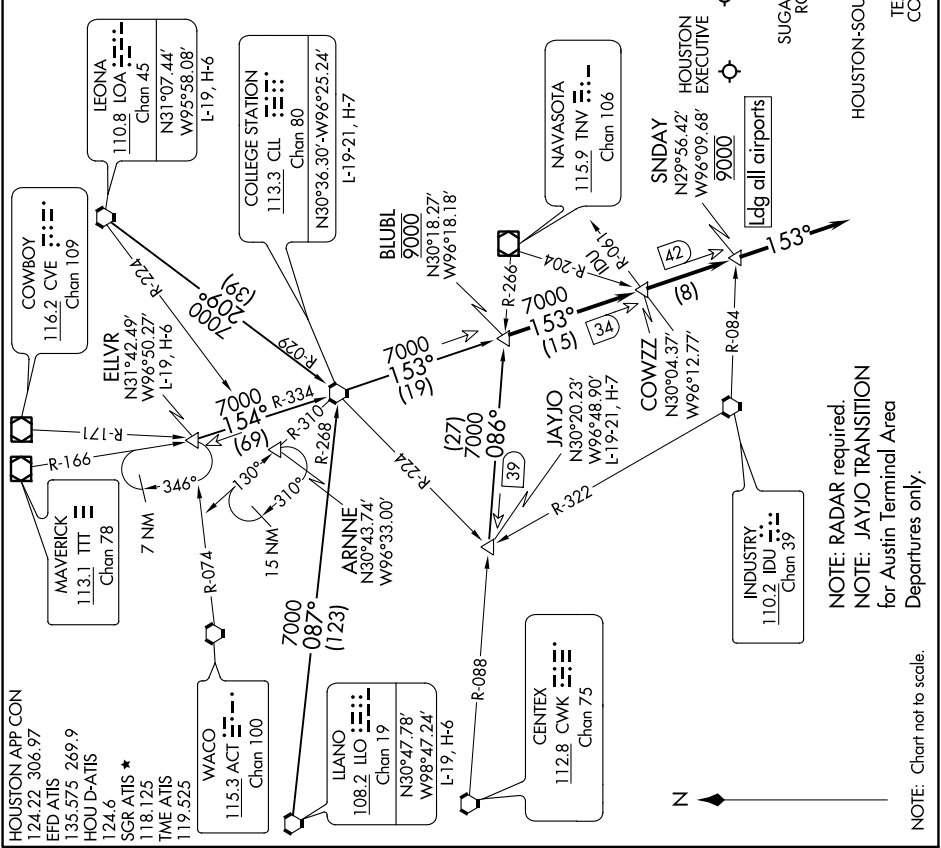 HOUSTON APP CON
124.22 306.97
EFD ATIS
135.575 269.9
HOU D-ATIS
124.6
SGR ATIS ★
118.125
TME ATIS
119.525
MAVERICK
113.1 TTT
Chan 78
COWBOY
116.2 CVE
Chan 109
LEONA
110.8 LOA
Chan 45
N31°07.44'
W95°58.08'
L-19, H-6
ELLVR
N31°42.49'
W96°50.27'
L-19, H-6
R-166
R-171
R-224
7000
209°
(39)
R-029
346°
7 NM
7000
154°
(69)
R-334
R-310
130°
310°
15 NM
ARNNE
N30°43.74'
W96°33.00'
R-074
WACO
115.3 ACT
Chan 100
COLLEGE STATION
113.3 CLL
Chan 80
N30°36.30'-W96°25.24'
L-19-21, H-7
R-268
7000
087°
(123)
LLANO
108.2 LLO
Chan 19
N30°47.78'
W98°47.24'
L-19, H-6
7000
153°
(19)
R-224
BLUBL
9000
N30°18.27'
W96°18.18'
NAVASOTA
115.9 TNV
Chan 106
R-266
R-204
R-061
IDU
7000
153°
(15)
34
(27)
7000
086°
39
JAYJO
N30°20.23'
W96°48.90'
L-19-21, H-7
R-088
CENTEX
112.8 CWK
Chan 75
R-322
COWZZ
N30°04.37'
W96°12.77'
42
(8)
SNDAY
N29°56.42'
W96°09.68'
9000
Ldg all airports
153°
R-084
INDUSTRY
110.2 IDU
Chan 39
HOUSTON
EXECUTIVE
SUGA
RO
HOUSTON-SOU
TE
CO
NOTE: RADAR required.
NOTE: JAYJO TRANSITION
for Austin Terminal Area
Departures only.
N
NOTE: Chart not to scale.